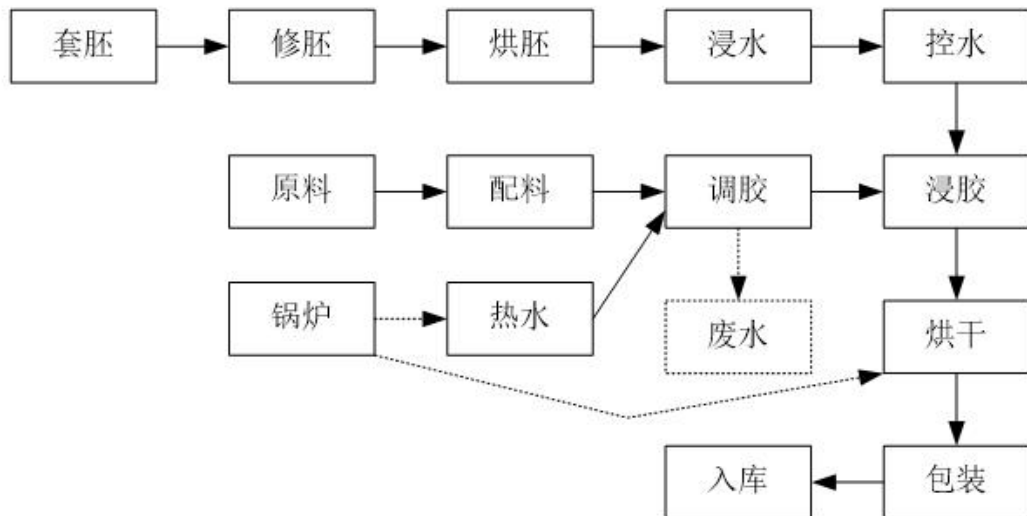 套胚
修胚
烘胚
浸水
控水
原料
配料
调胶
浸胶
锅炉
热水
废水
烘干
入库
包装